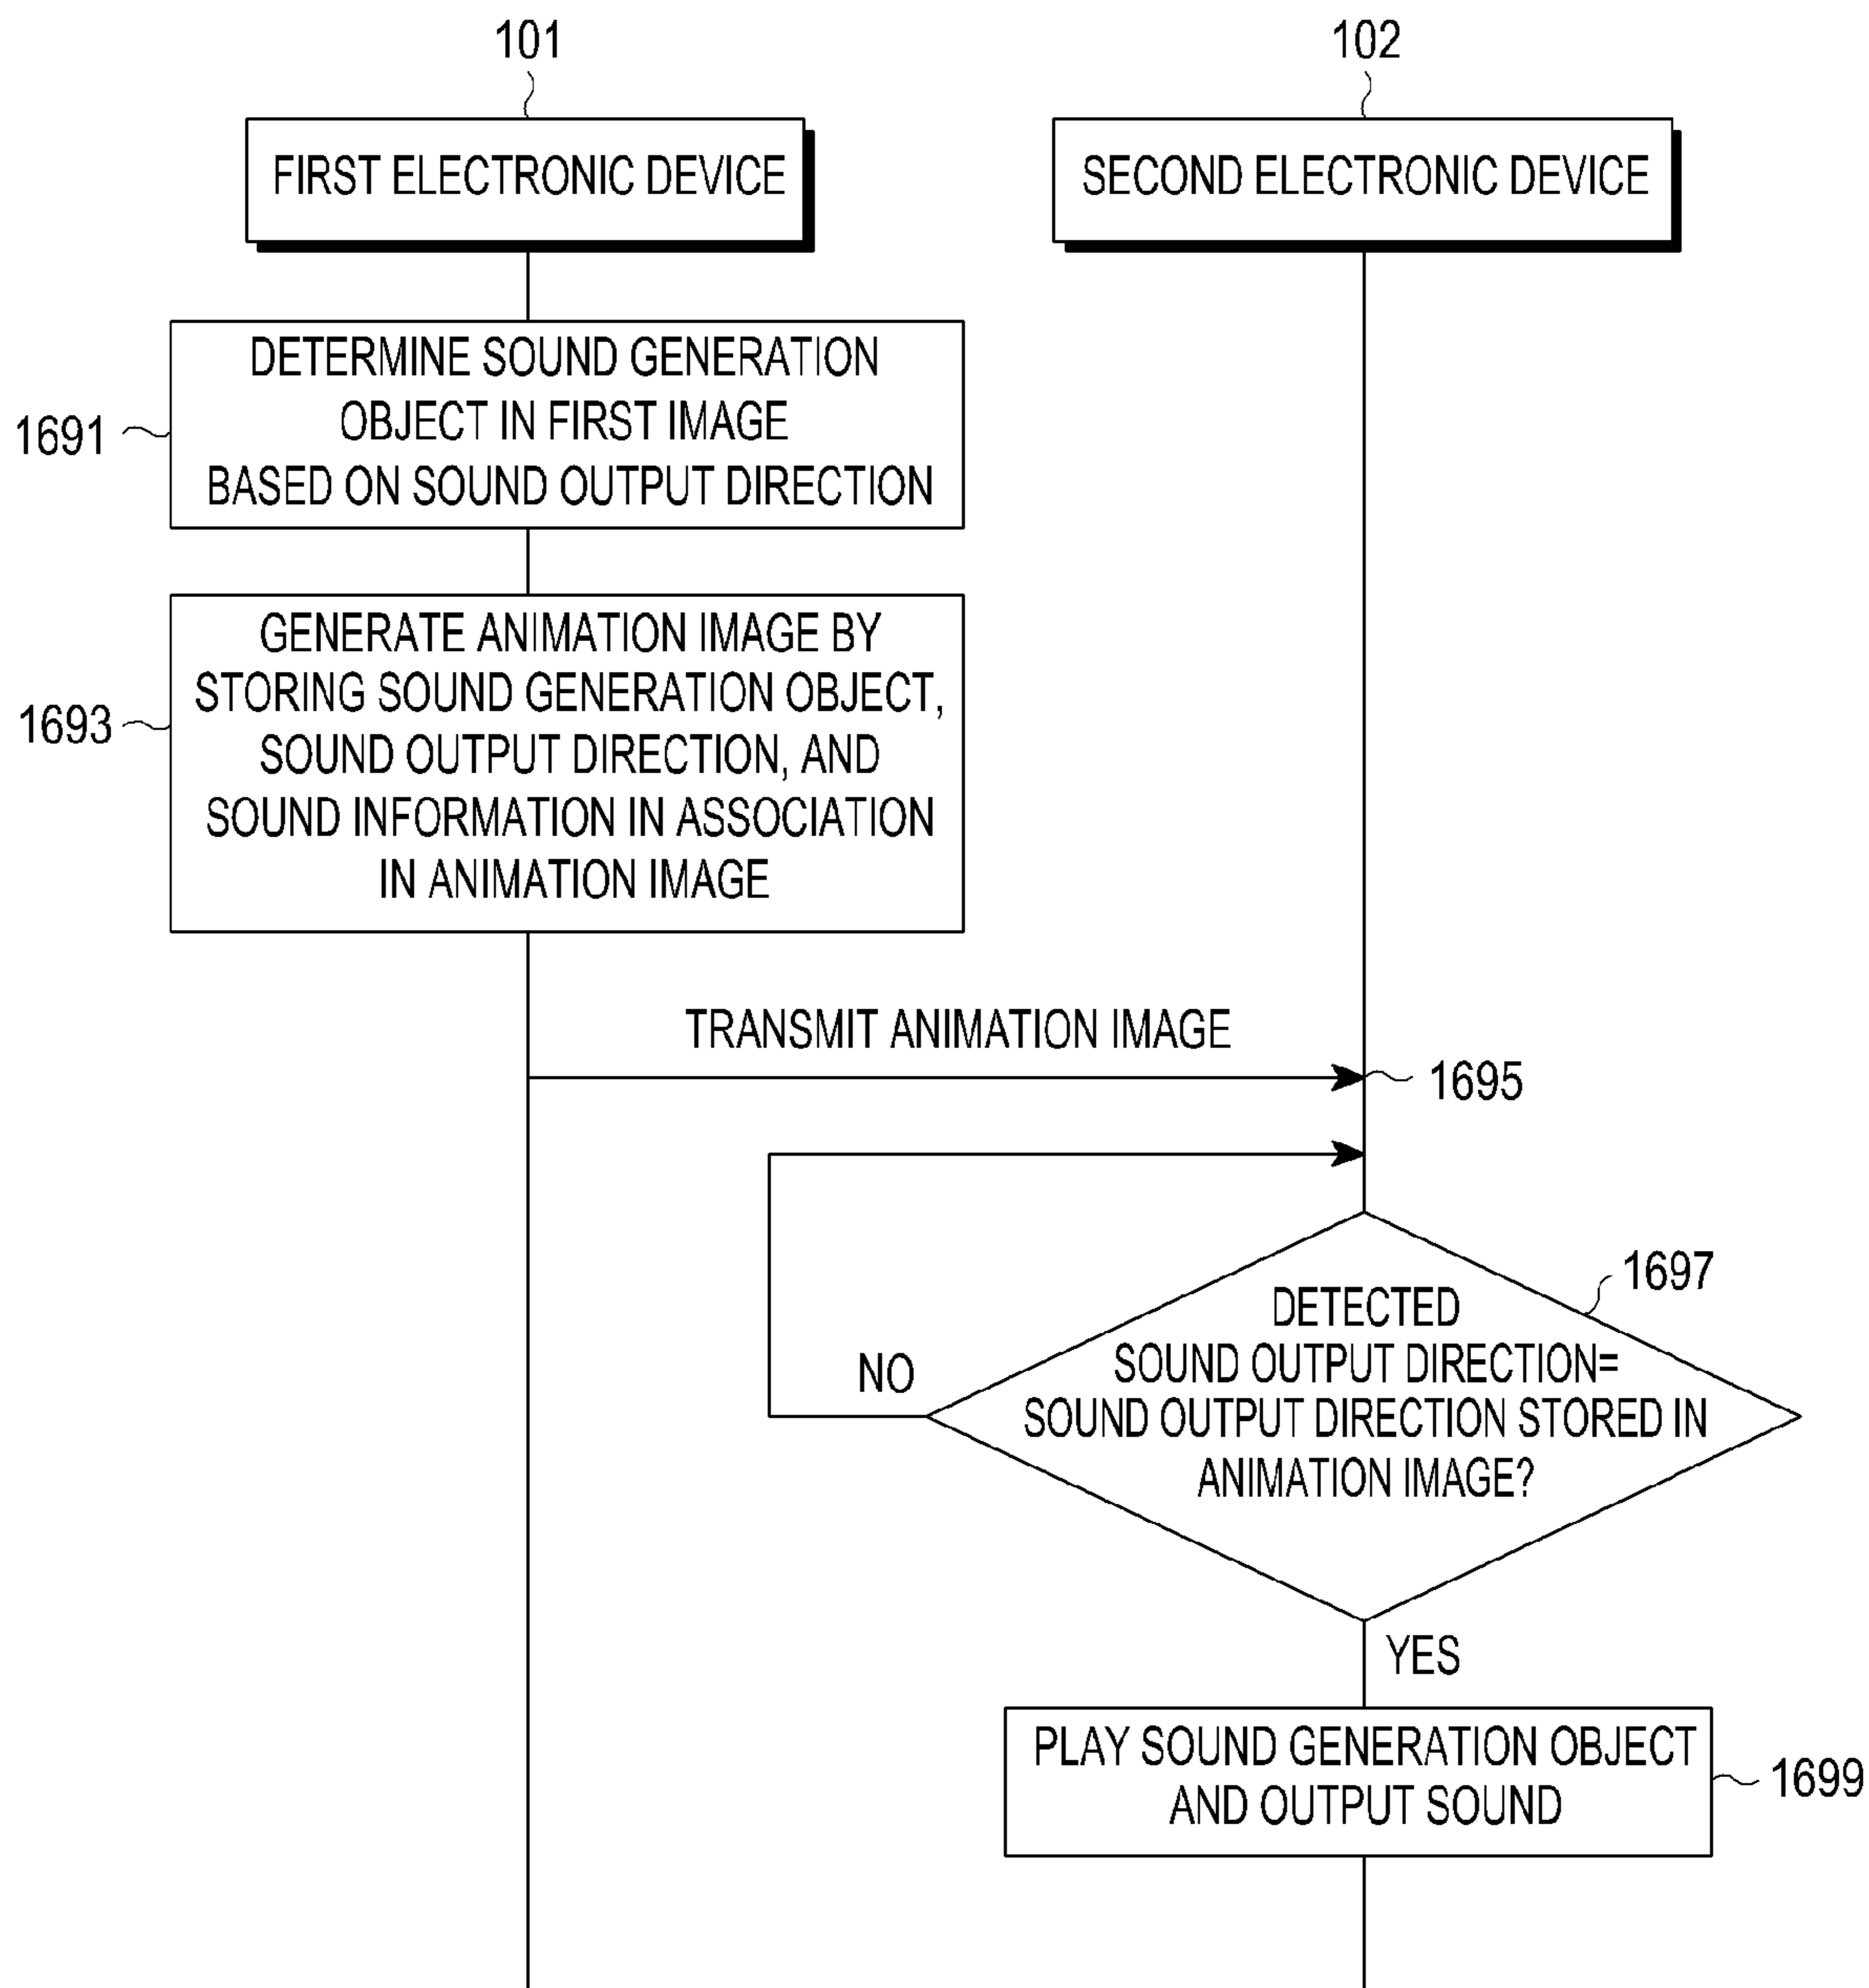 101
102
FIRST ELECTRONIC DEVICE
SECOND ELECTRONIC DEVICE
1691
DETERMINE SOUND GENERATION
OBJECT IN FIRST IMAGE
BASED ON SOUND OUTPUT DIRECTION
1693
GENERATE ANIMATION IMAGE BY
STORING SOUND GENERATION OBJECT,
SOUND OUTPUT DIRECTION, AND
SOUND INFORMATION IN ASSOCIATION
IN ANIMATION IMAGE
TRANSMIT ANIMATION IMAGE
1695
1697
DETECTED
SOUND OUTPUT DIRECTION=
SOUND OUTPUT DIRECTION STORED IN
ANIMATION IMAGE?
NO
YES
PLAY SOUND GENERATION OBJECT
AND OUTPUT SOUND
1699